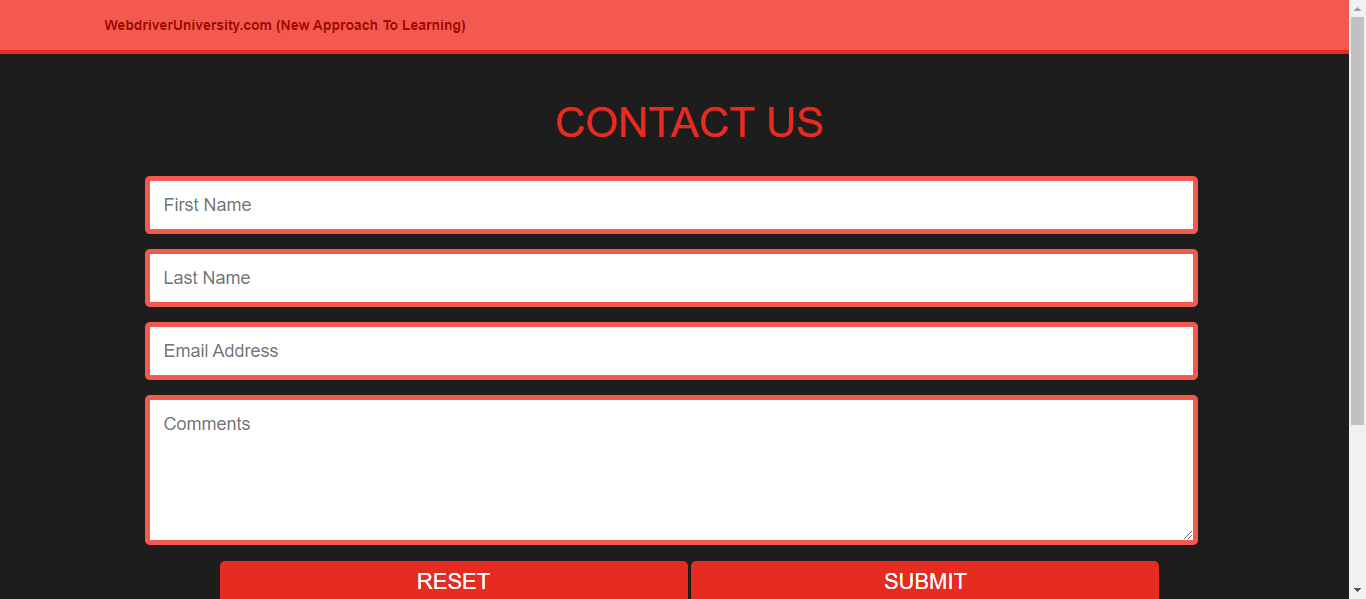 WebdriverUniversity.com (New Approach To Learning)
CONTACT US
First Name
Last Name
Email Address
Comments
RESET SUBMIT